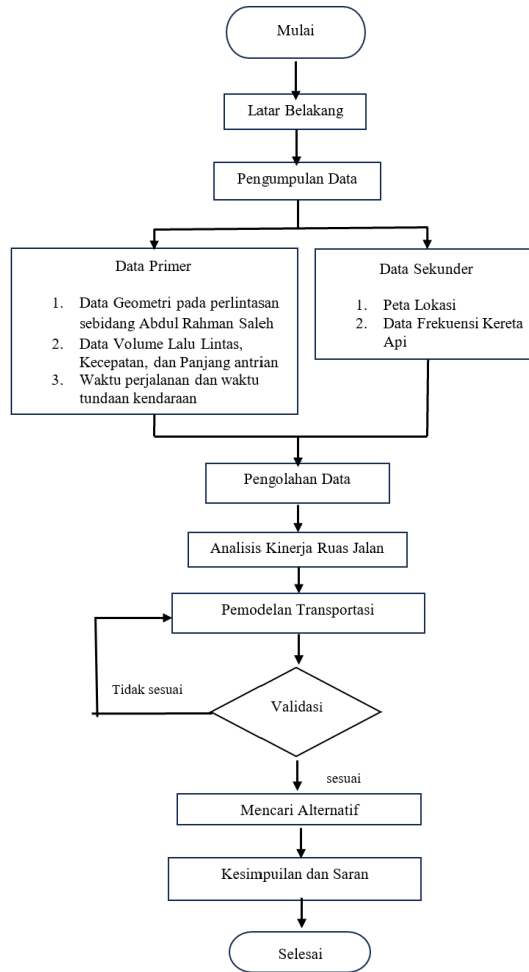 Mulai
Latar Belakang
Pengumpulan Data
Data Primer
1. Data Geometri pada perlintasan
sebidang Abdul Rahman Saleh
2. Data Volume Lalu Lintas,
Kecepatan, dan Panjang antrian
3. Waktu perjalanan dan waktu
tundaan kendaraan
Data Sekunder
1. Peta Lokasi
2. Data Frekuensi Kereta
Api
Pengolahan Data
Analisis Kinerja Ruas Jalan
Pemodelan Transportasi
Tidak sesuai
Validasi
sesuai
Mencari Alternatif
Kesimpuilan dan Saran
Selesai